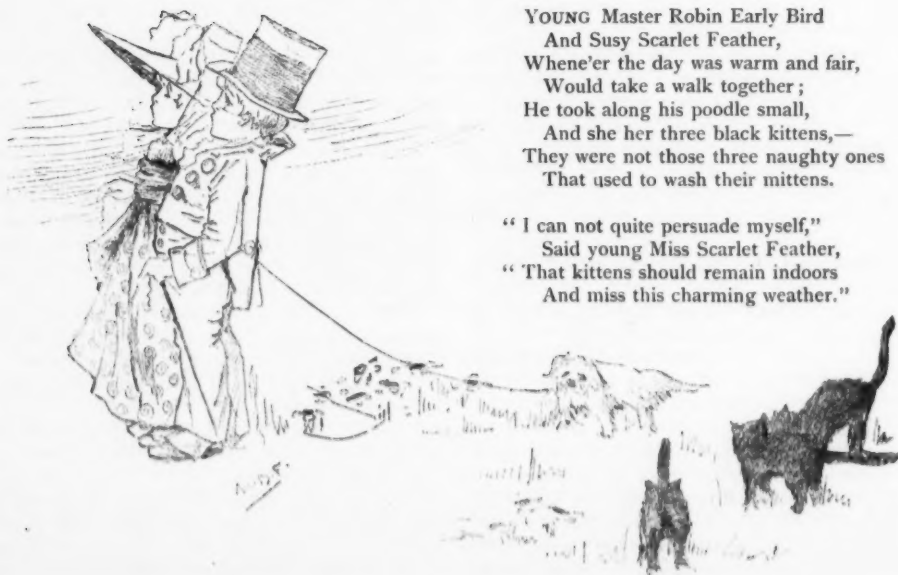 YOUNG Master Robin Early Bird
And Susy Scarlet Feather,
Whene'er the day was warm and fair,
Would take a walk together;
He took along his poodle small,
And she her three black kittens,—
They were not those three naughty ones
That used to wash their mittens.
"I can not quite persuade myself,"
Said young Miss Scarlet Feather,
"That kittens should remain indoors
And miss this charming weather."